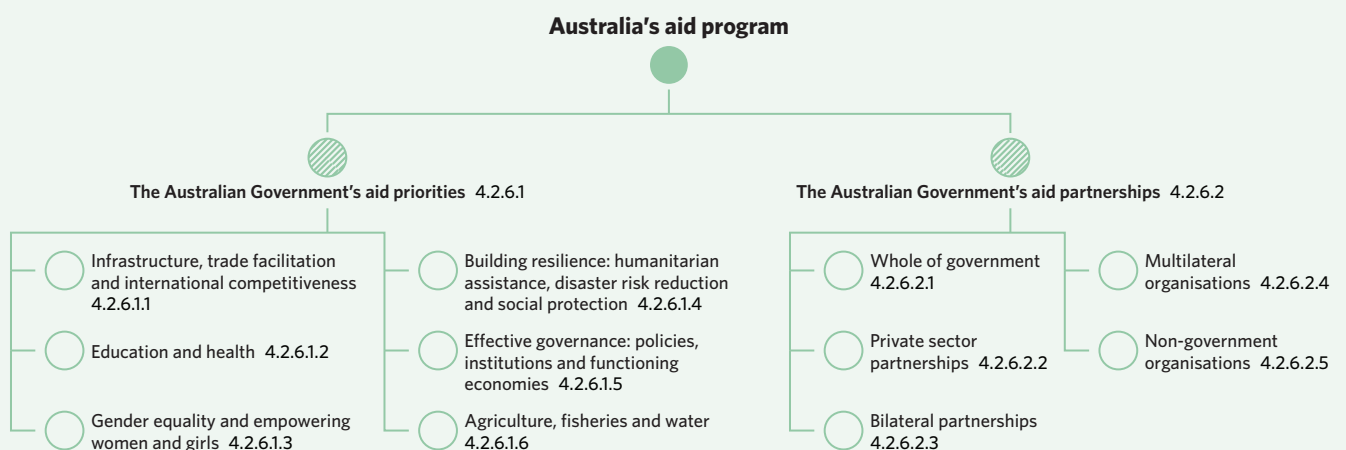 Australia’s aid program
The Australian Government’s aid priorities 4.2.6.1
Infrastructure, trade facilitation
and international competitiveness
4.2.6.1.1
Education and health 4.2.6.1.2
Gender equality and empowering
women and girls 4.2.6.1.3
Building resilience: humanitarian
assistance, disaster risk reduction
and social protection 4.2.6.1.4
Effective governance: policies,
institutions and functioning
economies 4.2.6.1.5
Agriculture, fisheries and water
4.2.6.1.6
The Australian Government’s aid partnerships 4.2.6.2
Whole of government
4.2.6.2.1
Private sector
partnerships 4.2.6.2.2
Bilateral partnerships
4.2.6.2.3
Multilateral
organisations 4.2.6.2.4
Non-government
organisations 4.2.6.2.5